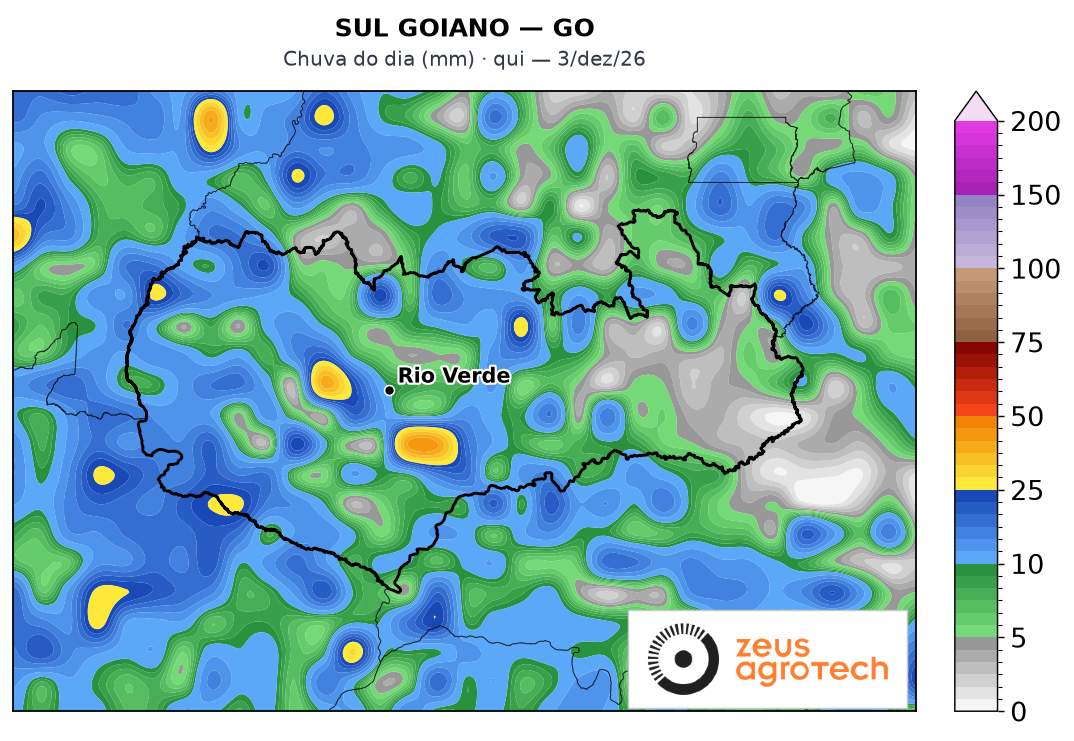 SUL GOIANO — GO
Chuva do dia (mm) · qui — 3/dez/26
200
150
100
75
50
25
10
5
0
Rio Verde
zeus
agrotech